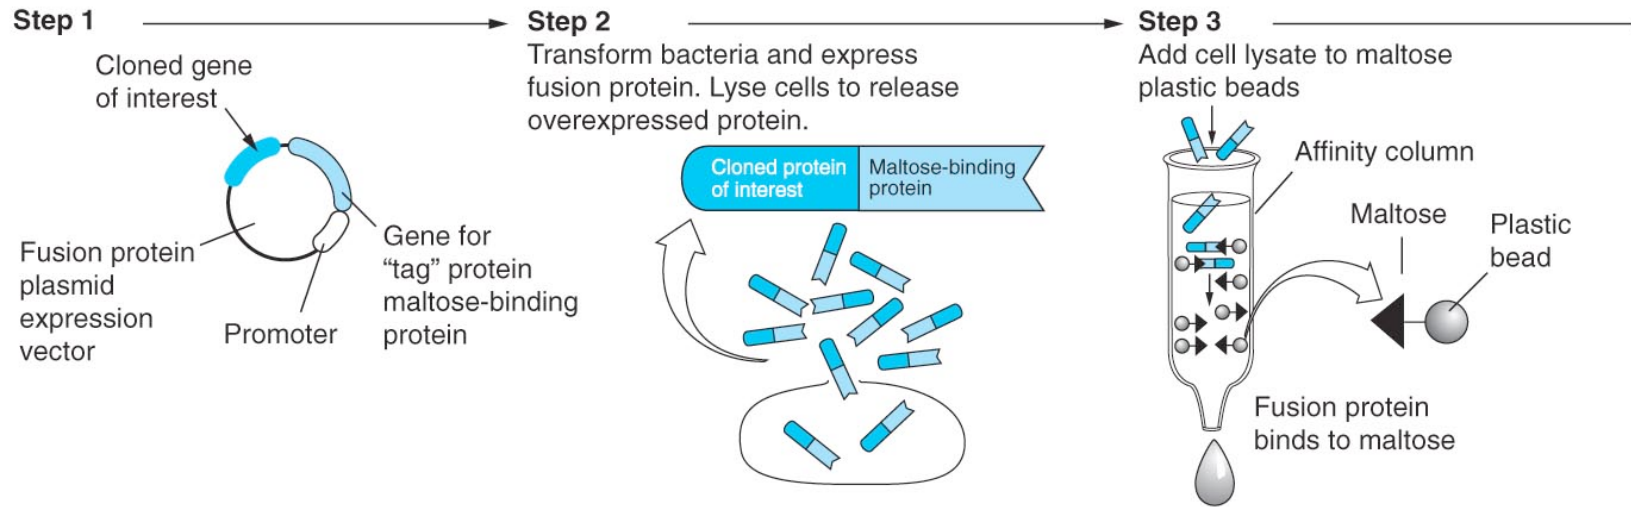 Step 1
Cloned gene
of interest
Fusion protein
plasmid
expression
vector
Promoter
Gene for
“tag” protein
maltose-binding
protein
Step 2
Transform bacteria and express
fusion protein. Lyse cells to release
overexpressed protein.
Cloned protein
of interest
Maltose-binding
protein
Step 3
Add cell lysate to maltose
plastic beads
Affinity column
Maltose
Plastic
bead
Fusion protein
binds to maltose